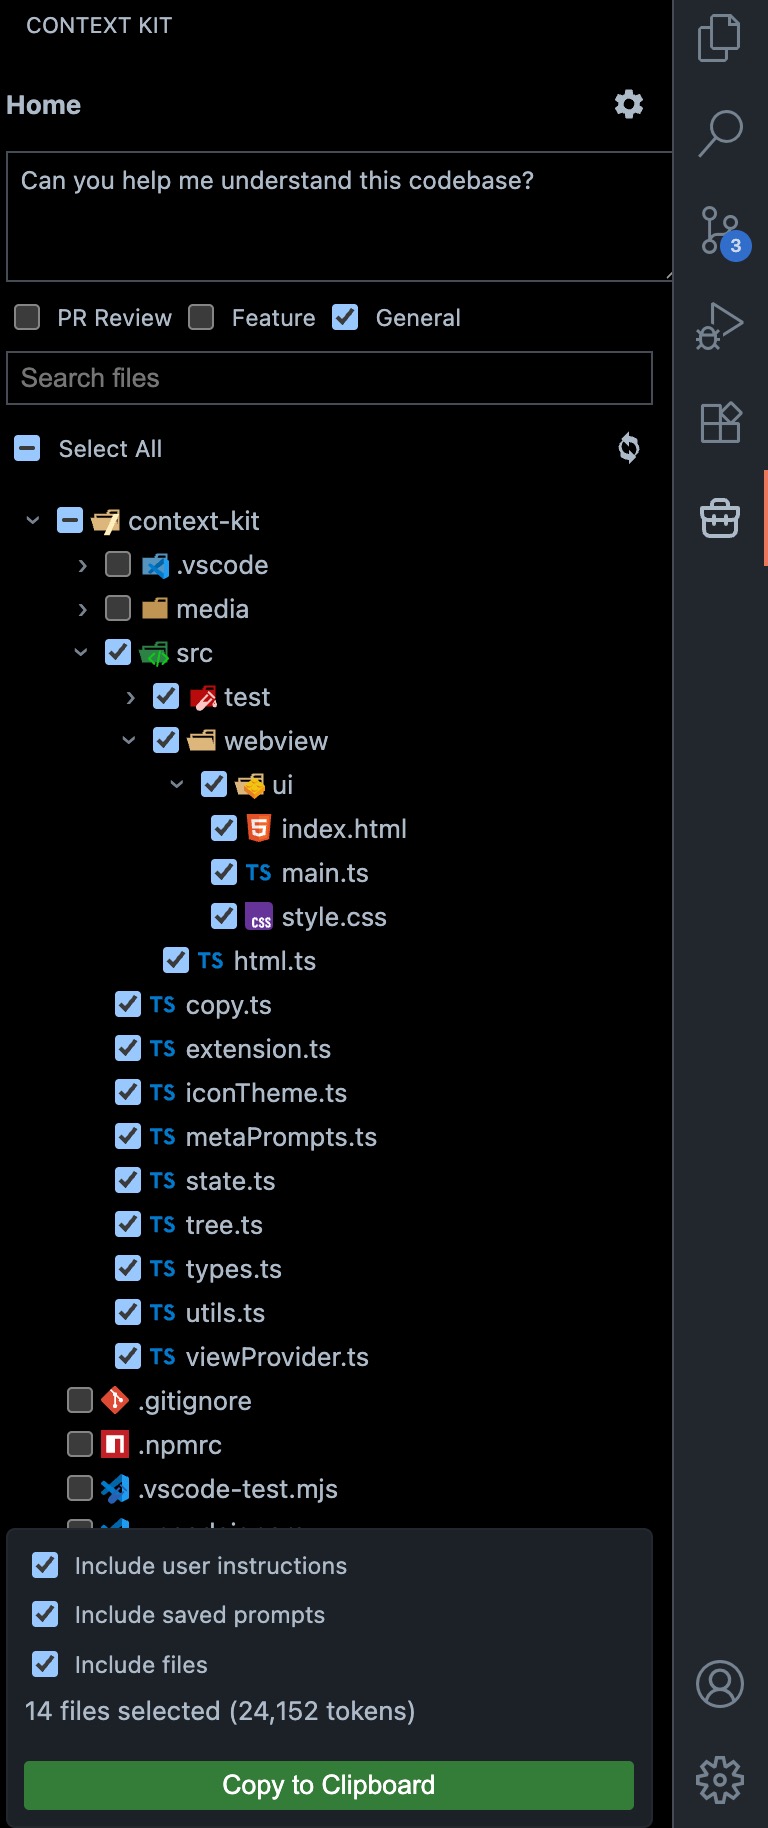 CONTEXT KIT
Home
Can you help me understand this codebase?
3
PR Review Feature General
Search files
Select All
context-kit
.vscode
media
src
test
webview
ui
index.html
TS main.ts
CSS style.css
TS html.ts
TS copy.ts
TS extension.ts
TS iconTheme.ts
TS metaPrompts.ts
TS state.ts
TS tree.ts
TS types.ts
TS utils.ts
TS viewProvider.ts
.gitignore
.npmrc
.vscode-test.mjs
Include user instructions
Include saved prompts
Include files
14 files selected (24,152 tokens)
Copy to Clipboard